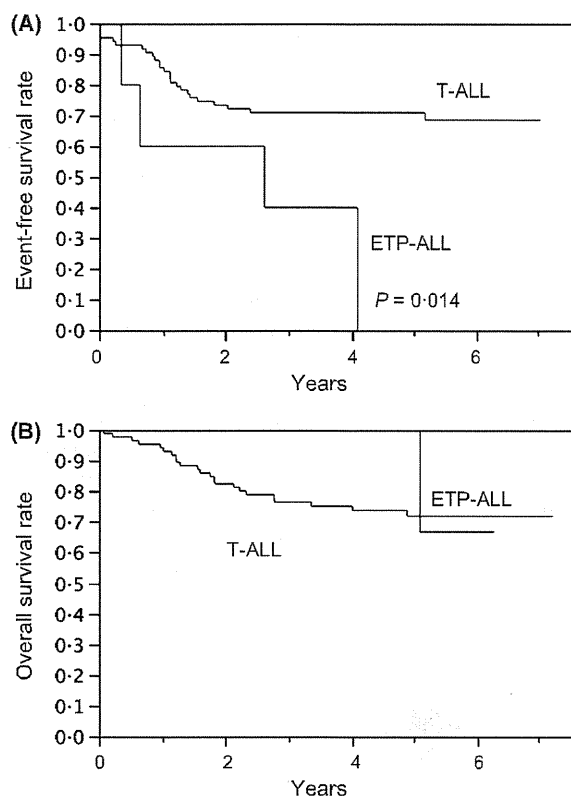 (A)
Event-free survival rate
1·0
0·9
0·8
0·7
0·6
0·5
0·4
0·3
0·2
0·1
0·0
T-ALL
ETP-ALL
P = 0·014
0 2 4 6
Years
(B)
Overall survival rate
1·0
0·9
0·8
0·7
0·6
0·5
0·4
0·3
0·2
0·1
0·0
ETP-ALL
T-ALL
0 2 4 6
Years